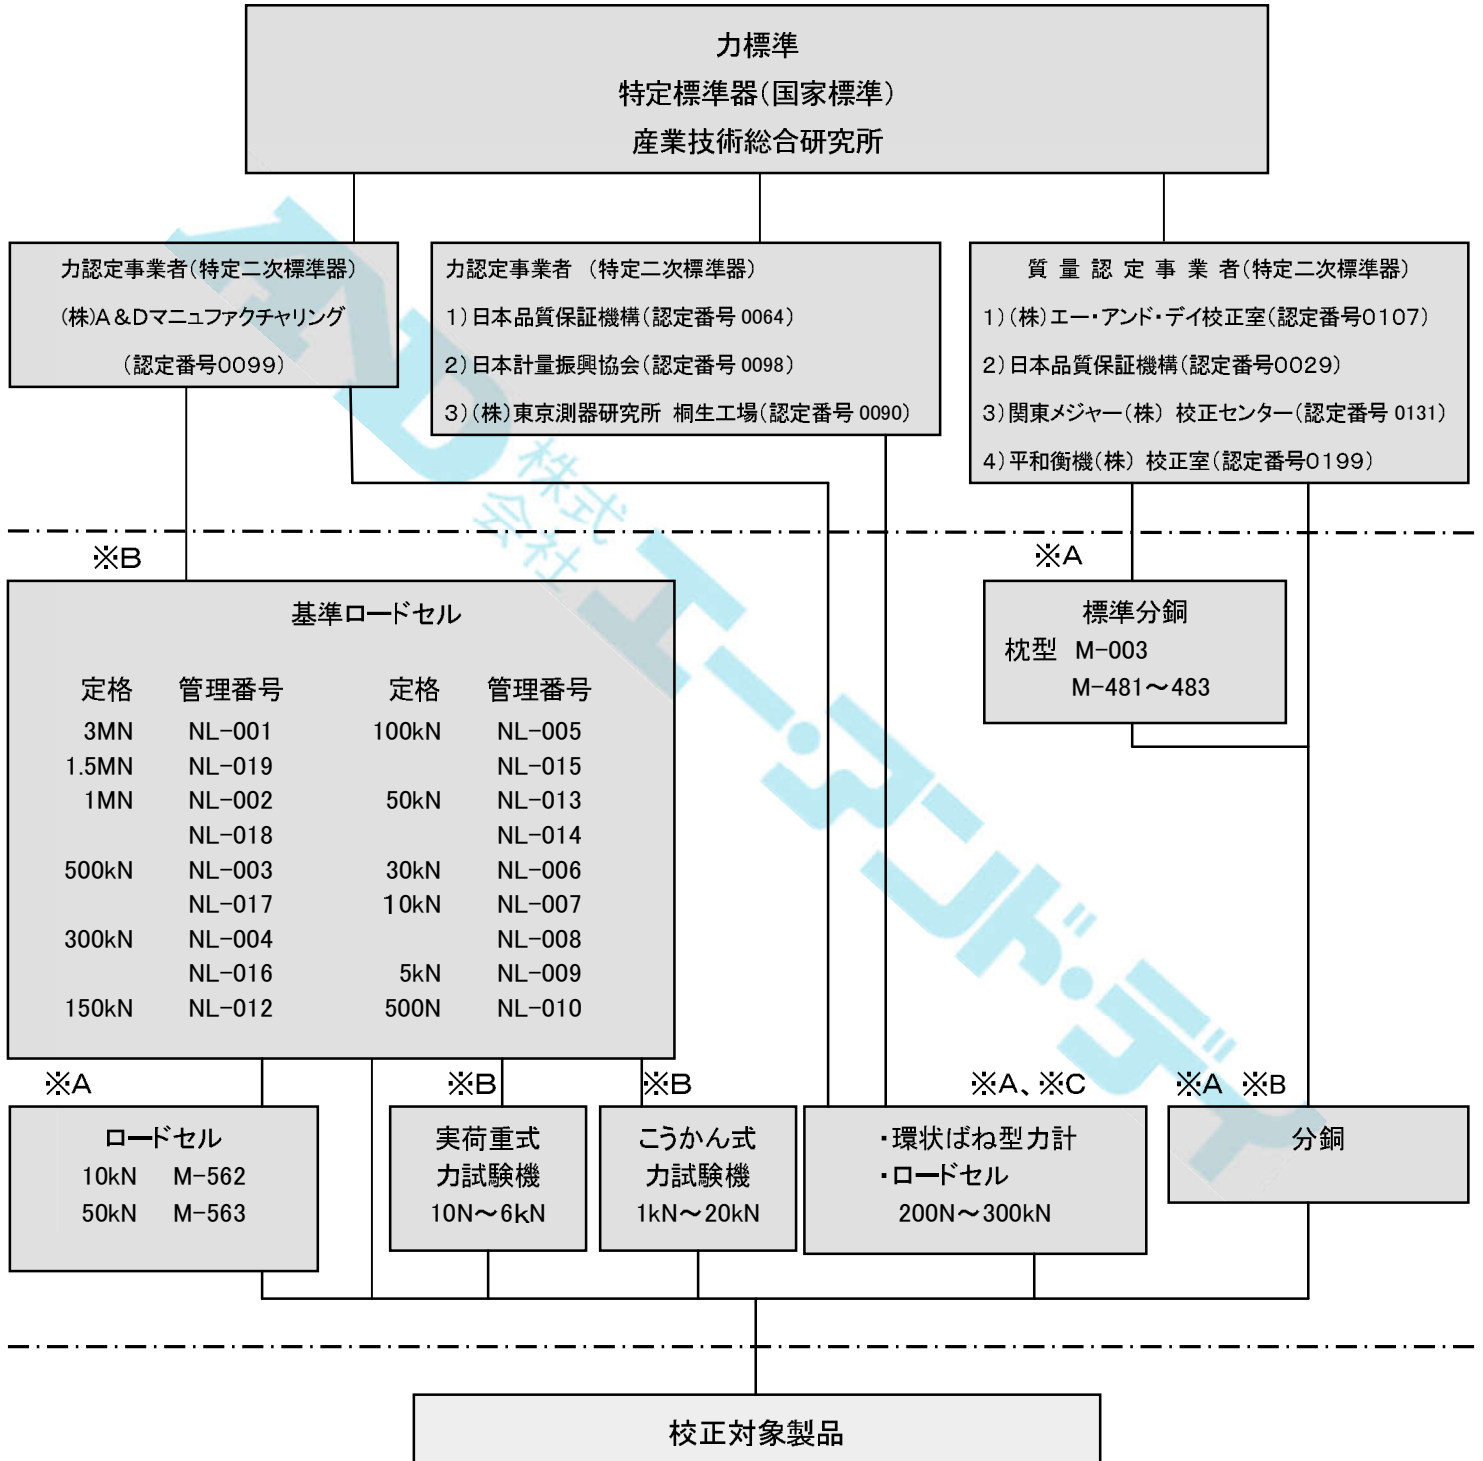 力標準
特定標準器(国家標準)
産業技術総合研究所
力認定事業者(特定二次標準器)
(株)A&Dマニュファクチャリング
(認定番号0099)
力認定事業者 (特定二次標準器)
1)日本品質保証機構(認定番号 0064)
2)日本計量振興協会(認定番号 0098)
3)(株)東京測器研究所 桐生工場(認定番号 0090)
質 量 認 定 事 業 者(特定二次標準器)
1)(株)エー・アンド・デイ校正室(認定番号0107)
2)日本品質保証機構(認定番号0029)
3)関東メジャー(株) 校正センター(認定番号 0131)
4)平和衡機(株) 校正室(認定番号0199)
※B
基準ロードセル
定格 管理番号 定格 管理番号
3MN NL-001 100kN NL-005
1.5MN NL-019 NL-015
1MN NL-002 50kN NL-013
NL-018 NL-014
500kN NL-003 30kN NL-006
NL-017 10kN NL-007
300kN NL-004 NL-008
NL-016 5kN NL-009
150kN NL-012 500N NL-010
※A
標準分銅
枕型 M-003
M-481~483
※A
ロードセル
10kN M-562
50kN M-563
※B
実荷重式
力試験機
10N~6kN
※B
こうかん式
力試験機
1kN~20kN
※A、※C
・環状ばね型力計
・ロードセル
200N~300kN
※A ※B
分銅
校正対象製品
AND 株式会社 エー・アンド・デイ